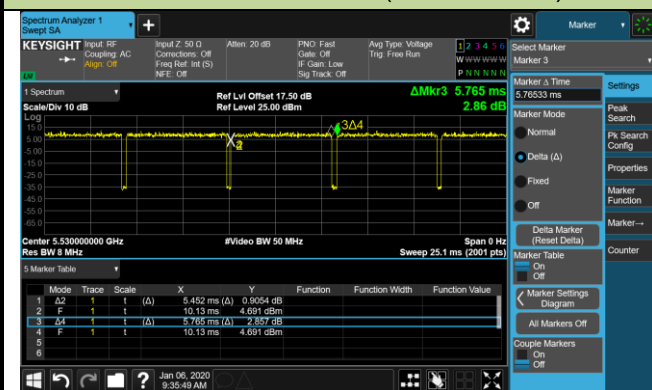 Spectrum Analyzer 1
Swept SA
Marker
KEYSIGHT
Input: RF
Coupling: AC
Align: Off
Input Z: 50 Ω
Corrections: Off
Freq Ref: Int (S)
NFE: Off
Atten: 20 dB
PNO: Fast
Gate: Off
IF Gain: Low
Sig Track: Off
Avg Type: Voltage
Trig: Free Run
1 2 3 4 5 6
W W W W W W
P N N N N N
LW
1 Spectrum
Scale/Div 10 dB
Ref Lvl Offset 17.50 dB
Ref Level 25.00 dBm
ΔMkr3 5.765 ms
2.86 dB
Log
15.0
5.00
-5.00
-15.0
-25.0
-35.0
-45.0
-55.0
-65.0
3Δ4
Center 5.530000000 GHz
Res BW 8 MHz
#Video BW 50 MHz
Span 0 Hz
Sweep 25.1 ms (2001 pts)
5 Marker Table
Mode Trace Scale X Y Function Function Width Function Value
1 Δ2 1 t (Δ) 5.452 ms (Δ) 0.9054 dB
2 F 1 t 10.13 ms 4.691 dBm
3 Δ4 1 t (Δ) 5.765 ms (Δ) 2.857 dB
4 F 1 t 10.13 ms 4.691 dBm
5
6
Jan 06, 2020
9:35:49 AM
Select Marker
Marker 3
Marker Δ Time
5.76533 ms
Marker Mode
Normal
Delta (Δ)
Fixed
Off
Delta Marker
(Reset Delta)
Marker Table
On
Off
Marker Settings
Diagram
All Markers Off
Couple Markers
On
Off
Settings
Peak
Search
Pk Search
Config
Properties
Marker
Function
Marker→
Counter